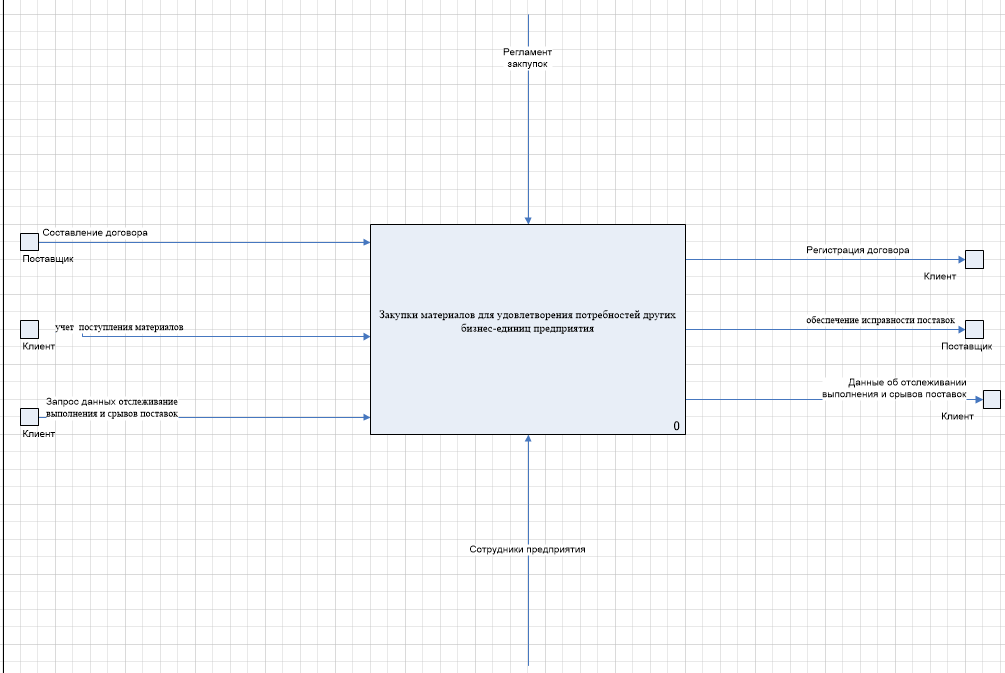 Регламент
закпупок
Составление договора
Поставщик
учет поступления материалов
Клиент
Запрос данных отслеживание
выполнения и срывов поставок
Клиент
Закупки материалов для удовлетворения потребностей других
бизнес-единиц предприятия
0
Регистрация договора
Клиент
обеспечение исправности поставок
Поставщик
Данные об отслеживании
выполнения и срывов поставок
Клиент
Сотрудники предприятия